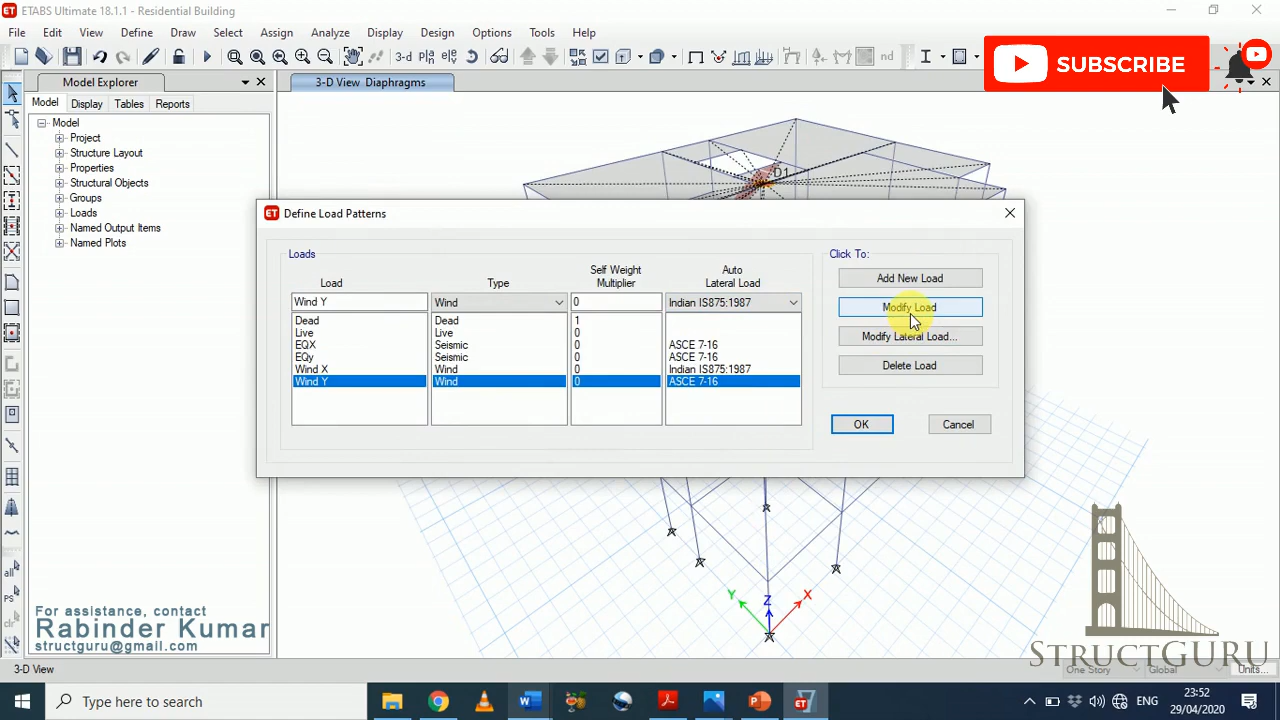 ETABS Ultimate 18.1.1 - Residential Building
File Edit View Define Draw Select Assign Analyze Display Design Options Tools Help
3-d
nd
SUBSCRIBE
Model Explorer
3-D View Diaphragms
Model Display Tables Reports
Model
Project
Structure Layout
Properties
Structural Objects
Groups
Loads
Named Output Items
Named Plots
D1
Define Load Patterns
Loads
Click To:
Load Type Self Weight Multiplier Auto Lateral Load
Wind Y Wind 0 Indian IS875:1987
Dead Dead 1
Live Live 0
EQX Seismic 0 ASCE 7-16
EQy Seismic 0 ASCE 7-16
Wind X Wind 0 Indian IS875:1987
Wind Y Wind 0 ASCE 7-16
Add New Load
Modify Load
Modify Lateral Load...
Delete Load
OK Cancel
Y Z X
all
PS
clr
For assistance, contact
Rabinder Kumar
structguru@gmail.com
STRUCTGURU
3-D View
One Story Global Units...
Type here to search
ENG
23:52
29/04/2020